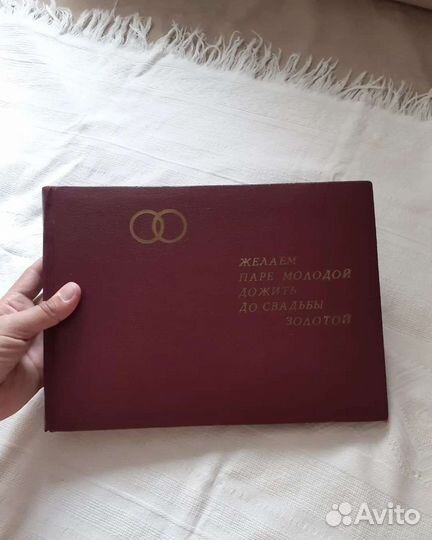 ЖЕЛАЕМ
ПАРЕ МОЛОДОЙ
ДОЖИТЬ
ДО СВАДЬБЫ
ЗОЛОТОЙ
Avito